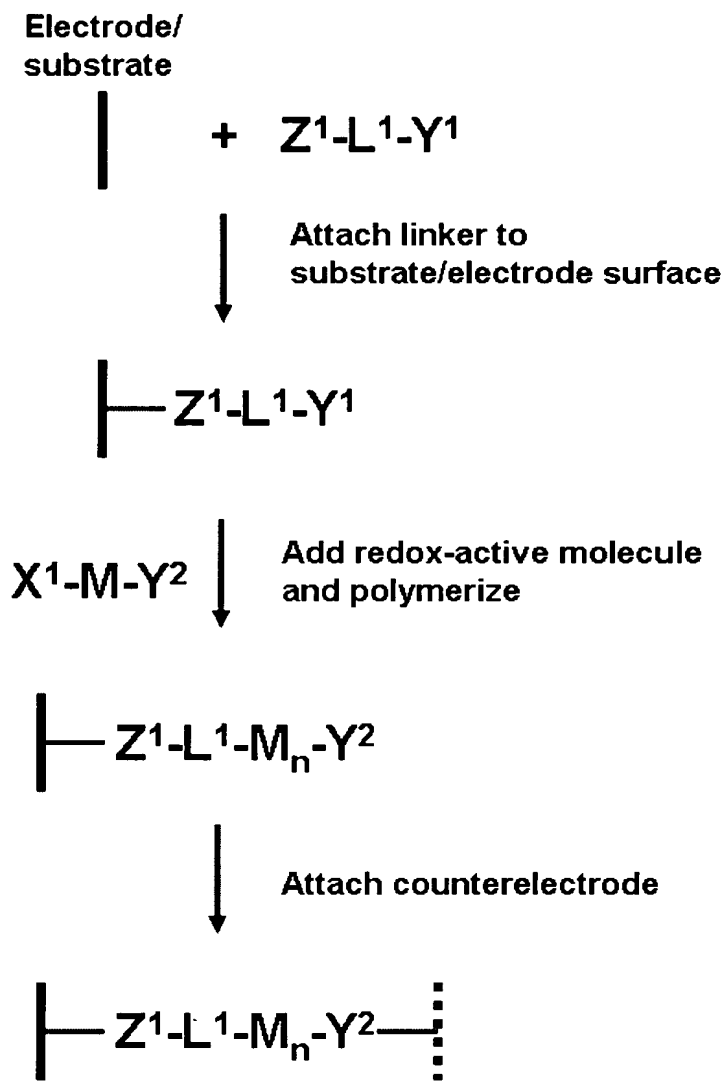 Electrode/
substrate
+ Z¹-L¹-Y¹
Attach linker to
substrate/electrode surface
Z¹-L¹-Y¹
X¹-M-Y²
Add redox-active molecule
and polymerize
Z¹-L¹-Mₙ-Y²
Attach counterelectrode
Z¹-L¹-Mₙ-Y²